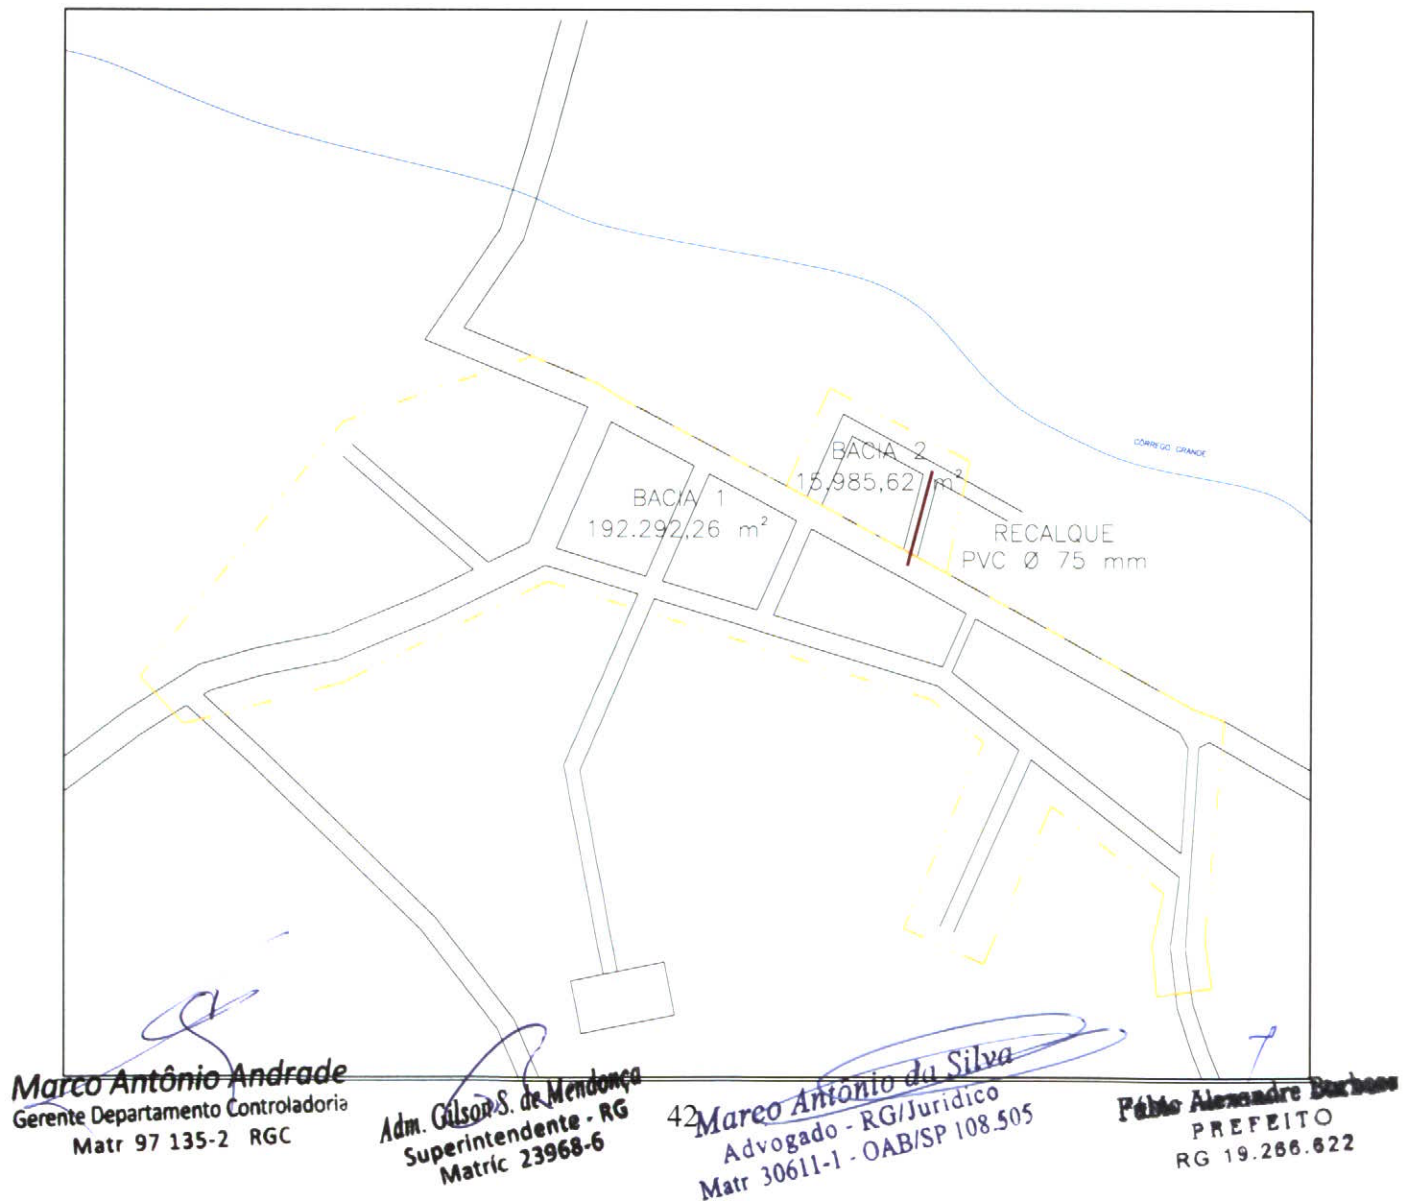 CÓRREGO GRANDE
BACIA 2
15.985,62 m²
BACIA 1
192.292,26 m²
RECALQUE
PVC Ø 75 mm
Marco Antônio Andrade
Gerente Departamento Controladoria
Matr 97 135-2 RGC
Adm. Gilson S. de Mendonça
Superintendente - RG
Matríc 23968-6
42
Marco Antônio da Silva
Advogado - RG/Jurídico
Matr 30611-1 - OAB/SP 108.505
Fábio Alexandre Barbosa
PREFEITO
RG 19.266.622